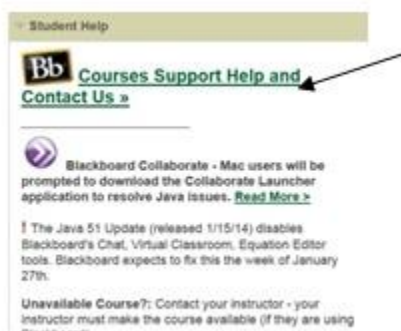 Student Help
Bb Courses Support Help and
Contact Us »
Blackboard Collaborate - Mac users will be
prompted to download the Collaborate Launcher
application to resolve Java issues. Read More >
! The Java 51 Update (released 1/15/14) disables
Blackboard's Chat, Virtual Classroom, Equation Editor
tools. Blackboard expects to fix this the week of January
27th.
Unavailable Course?: Contact your instructor - your
instructor must make the course available (if they are using